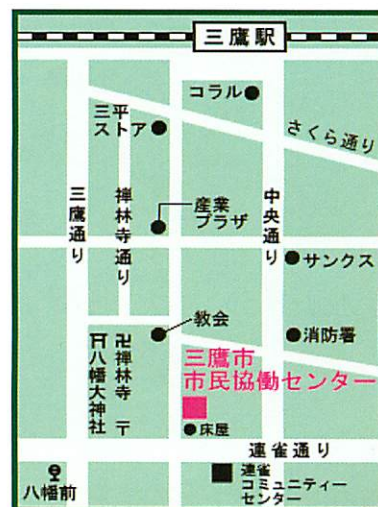 三鷹駅
コラル
三平
ストア
さくら通り
三鷹通り
禅林寺通り
産業
プラザ
中央通り
サンクス
教会
消防署
八幡大神社
禅林寺
三鷹市
市民協働センター
床屋
連雀通り
八幡前
連雀
コミュニティー
センター